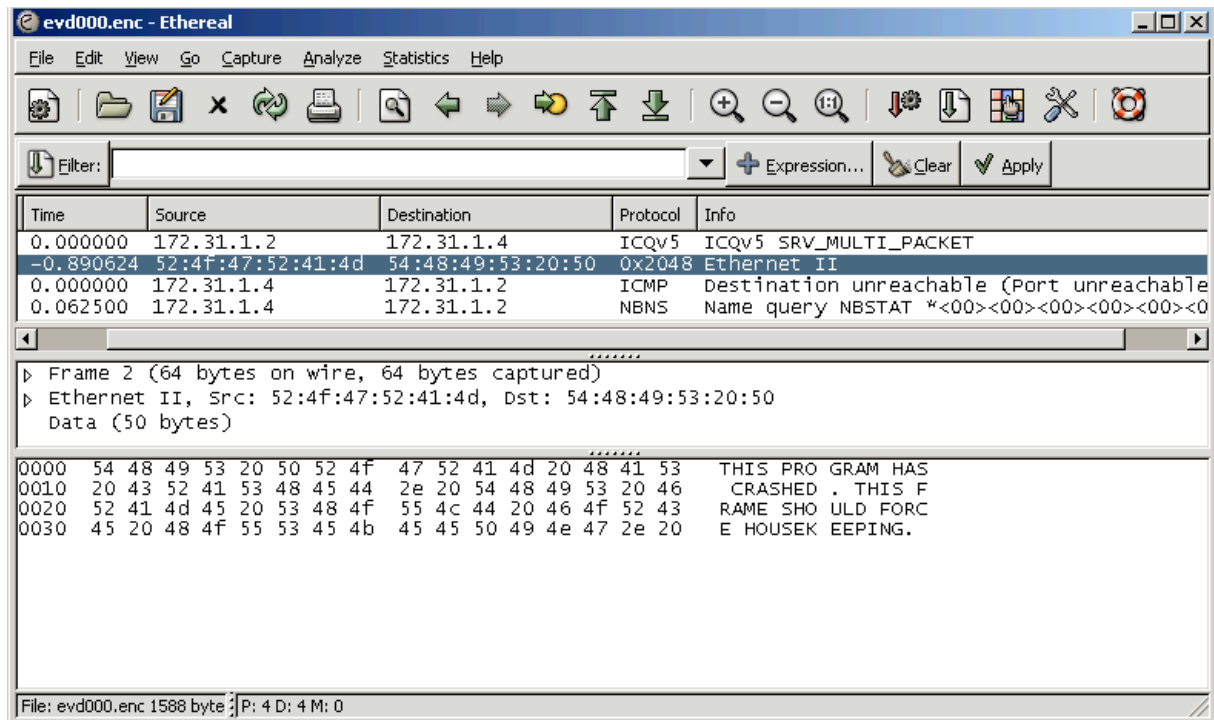 evd000.enc - Ethereal
File Edit View Go Capture Analyze Statistics Help
Filter: Expression... Clear Apply
Time Source Destination Protocol Info
0.000000 172.31.1.2 172.31.1.4 ICQv5 ICQv5 SRV_MULTI_PACKET
-0.890624 52:4f:47:52:41:4d 54:48:49:53:20:50 0x2048 Ethernet II
0.000000 172.31.1.4 172.31.1.2 ICMP Destination unreachable (Port unreachable
0.062500 172.31.1.4 172.31.1.2 NBNS Name query NBSTAT *<00><00><00><00><00><0
Frame 2 (64 bytes on wire, 64 bytes captured)
Ethernet II, Src: 52:4f:47:52:41:4d, Dst: 54:48:49:53:20:50
Data (50 bytes)
0000 54 48 49 53 20 50 52 4f 47 52 41 4d 20 48 41 53 THIS PRO GRAM HAS
0010 20 43 52 41 53 48 45 44 2e 20 54 48 49 53 20 46 CRASHED . THIS F
0020 52 41 4d 45 20 53 48 4f 55 4c 44 20 46 4f 52 43 RAME SHO ULD FORC
0030 45 20 48 4f 55 53 45 4b 45 45 50 49 4e 47 2e 20 E HOUSEK EEPING.
File: evd000.enc 1588 byte P: 4 D: 4 M: 0